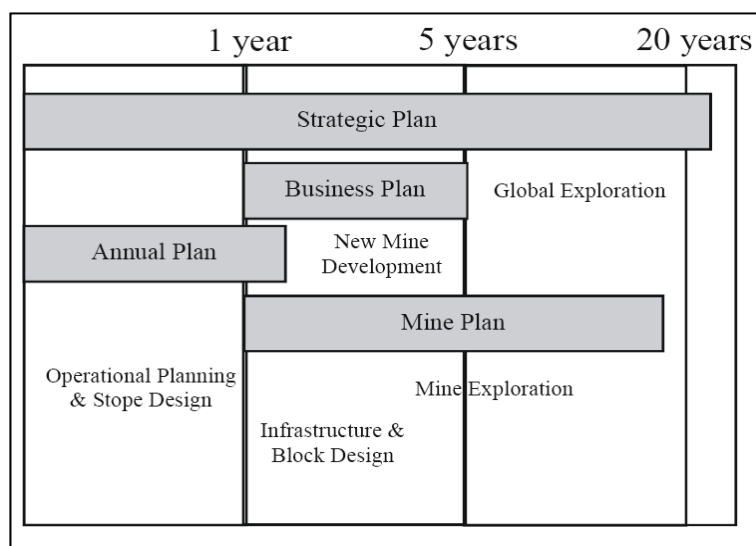 1 year 5 years 20 years
Strategic Plan
Business Plan
Global Exploration
New Mine
Development
Annual Plan
Mine Plan
Operational Planning
& Stope Design
Mine Exploration
Infrastructure &
Block Design